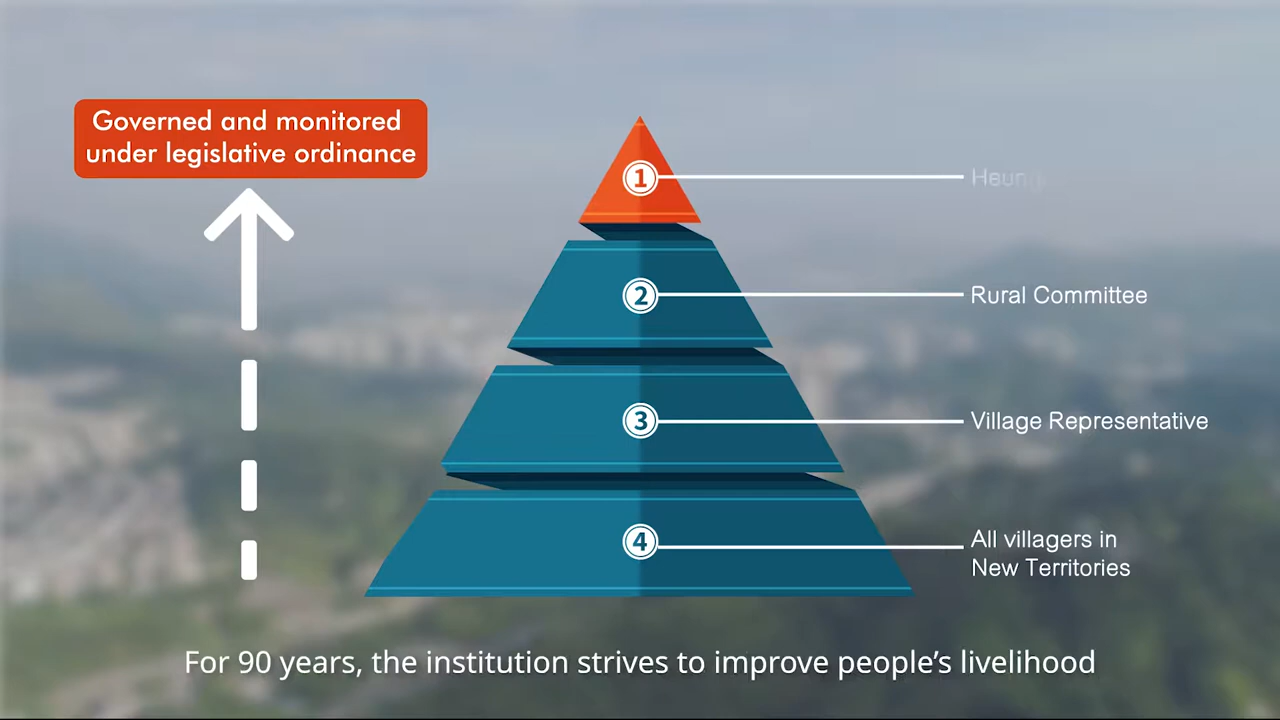 Governed and monitored
under legislative ordinance
1
Heung
2
Rural Committee
3
Village Representative
4
All villagers in
New Territories
For 90 years, the institution strives to improve people's livelihood